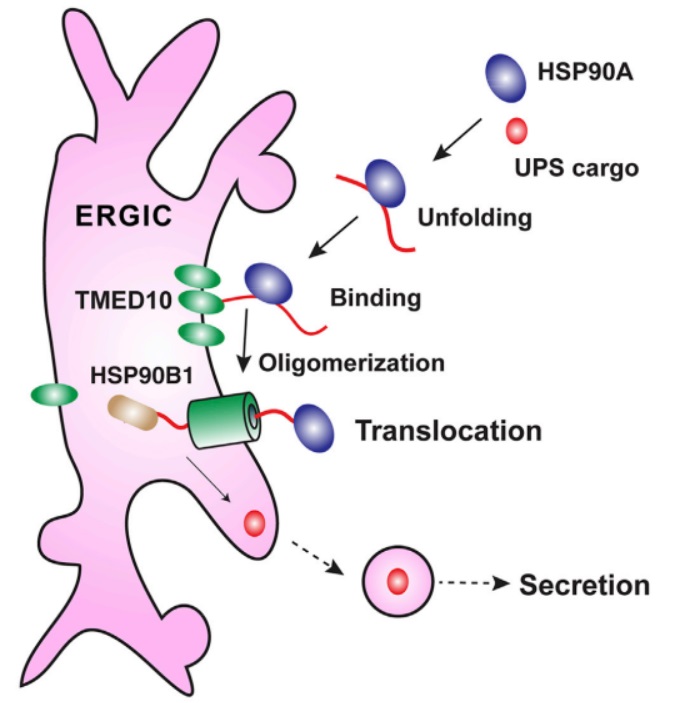 HSP90A
UPS cargo
ERGIC
Unfolding
TMED10
Binding
Oligomerization
HSP90B1
Translocation
Secretion